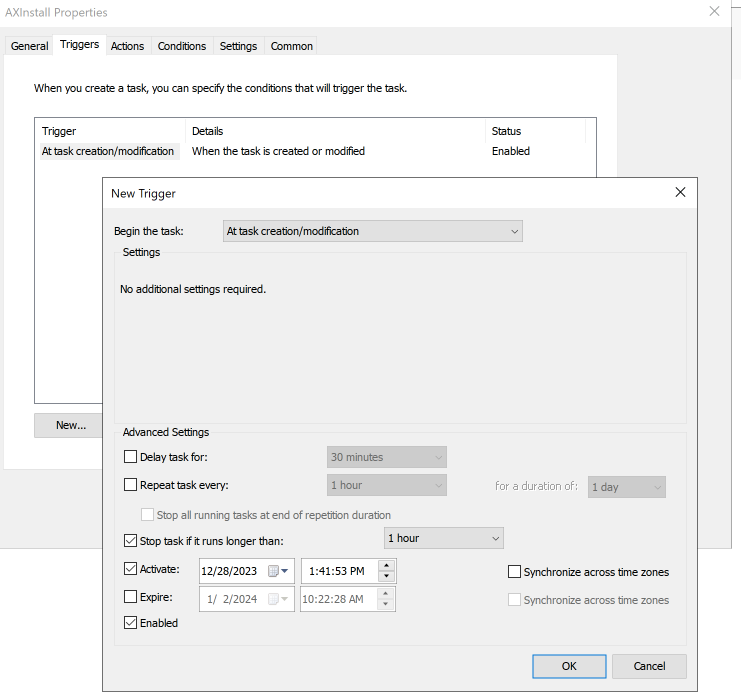 AXInstall Properties
General Triggers Actions Conditions Settings Common
When you create a task, you can specify the conditions that will trigger the task.
Trigger Details Status
At task creation/modification When the task is created or modified Enabled
New Trigger
Begin the task: At task creation/modification
Settings
No additional settings required.
New...
Advanced Settings
Delay task for: 30 minutes
Repeat task every: 1 hour for a duration of: 1 day
Stop all running tasks at end of repetition duration
Stop task if it runs longer than: 1 hour
Activate: 12/28/2023 1:41:53 PM Synchronize across time zones
Expire: 1/ 2/2024 10:22:28 AM Synchronize across time zones
Enabled
OK Cancel